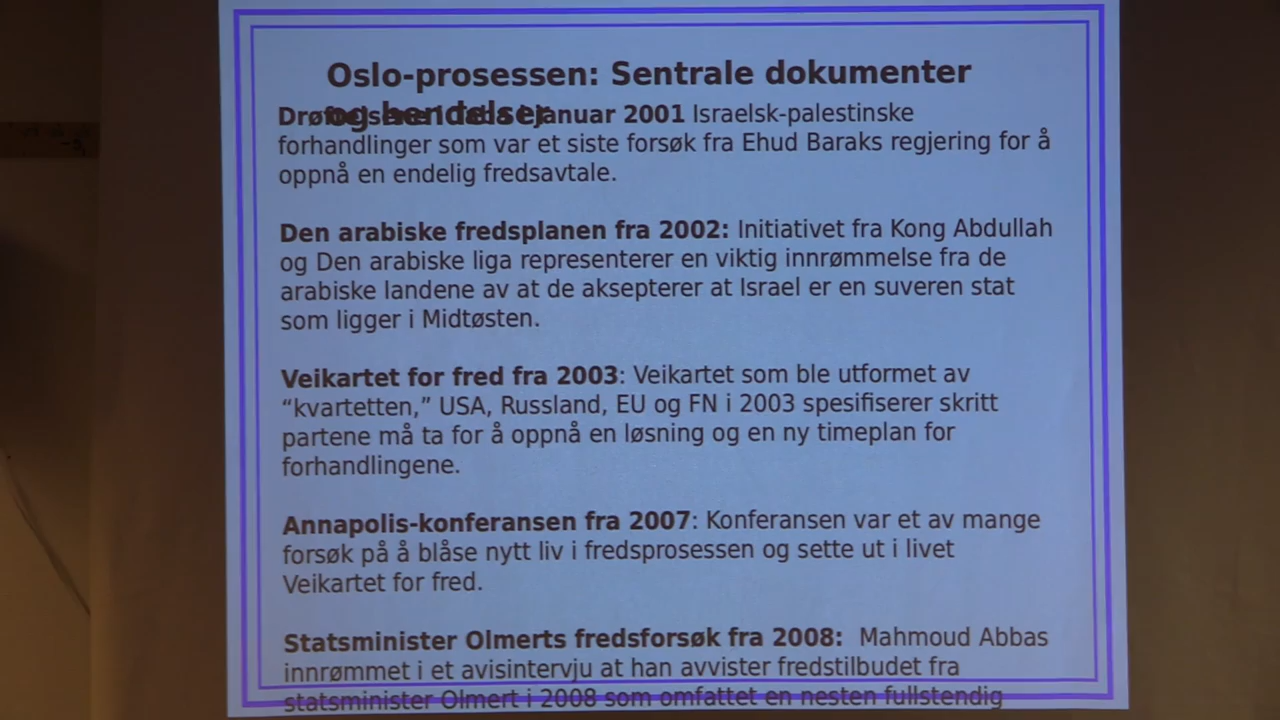 Oslo-prosessen: Sentrale dokumenter
og hendelser
Drøftelsene i Taba i januar 2001 Israelsk-palestinske
forhandlinger som var et siste forsøk fra Ehud Baraks regjering for å
oppnå en endelig fredsavtale.
Den arabiske fredsplanen fra 2002: Initiativet fra Kong Abdullah
og Den arabiske liga representerer en viktig innrømmelse fra de
arabiske landene av at de aksepterer at Israel er en suveren stat
som ligger i Midtøsten.
Veikartet for fred fra 2003: Veikartet som ble utformet av
“kvartetten,” USA, Russland, EU og FN i 2003 spesifiserer skritt
partene må ta for å oppnå en løsning og en ny timeplan for
forhandlingene.
Annapolis-konferansen fra 2007: Konferansen var et av mange
forsøk på å blåse nytt liv i fredsprosessen og sette ut i livet
Veikartet for fred.
Statsminister Olmerts fredsforsøk fra 2008: Mahmoud Abbas
innrømmet i et avisintervju at han avvister fredstilbudet fra
statsminister Olmert i 2008 som omfattet en nesten fullstendig